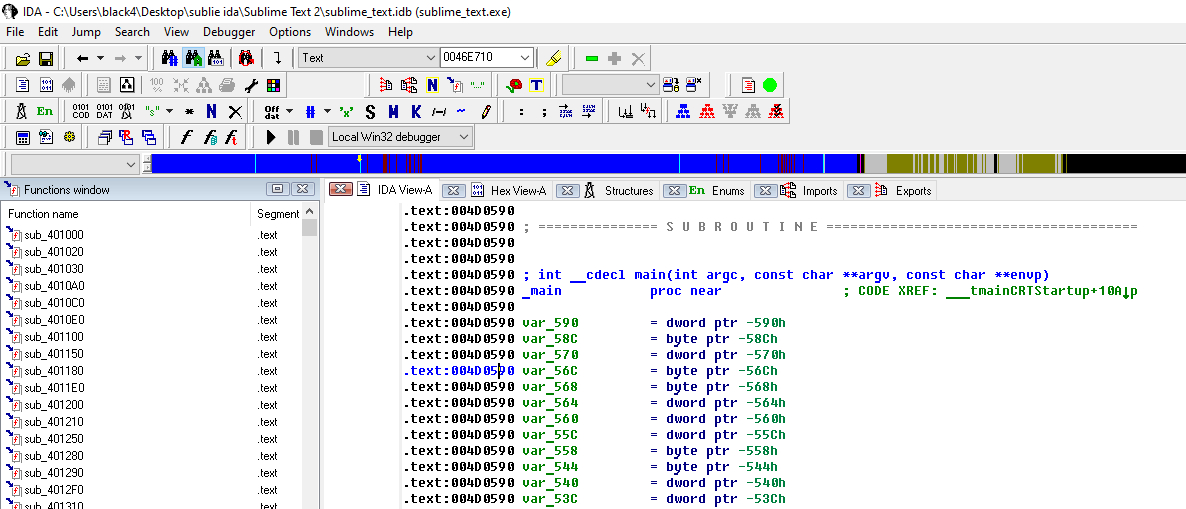 IDA - C:\Users\black4\Desktop\sublie ida\Sublime Text 2\sublime_text.idb (sublime_text.exe)
File Edit Jump Search View Debugger Options Windows Help
Text 0046E710
En
Local Win32 debugger
Functions window
IDA View-A Hex View-A Structures En Enums Imports Exports
Function name Segment
sub_401000 .text
sub_401020 .text
sub_401030 .text
sub_4010A0 .text
sub_4010C0 .text
sub_4010E0 .text
sub_401100 .text
sub_401150 .text
sub_401180 .text
sub_4011E0 .text
sub_401200 .text
sub_401210 .text
sub_401250 .text
sub_401280 .text
sub_401290 .text
sub_4012F0 .text
sub_401310 .text
.text:004D0590
.text:004D0590 ; =============== S U B R O U T I N E =======================================
.text:004D0590
.text:004D0590
.text:004D0590 ; int __cdecl main(int argc, const char **argv, const char **envp)
.text:004D0590 _main proc near ; CODE XREF: ___tmainCRTStartup+10A↓p
.text:004D0590
.text:004D0590 var_590 = dword ptr -590h
.text:004D0590 var_58C = byte ptr -58Ch
.text:004D0590 var_570 = dword ptr -570h
.text:004D0590 var_56C = byte ptr -56Ch
.text:004D0590 var_568 = byte ptr -568h
.text:004D0590 var_564 = dword ptr -564h
.text:004D0590 var_560 = dword ptr -560h
.text:004D0590 var_55C = dword ptr -55Ch
.text:004D0590 var_558 = byte ptr -558h
.text:004D0590 var_544 = byte ptr -544h
.text:004D0590 var_540 = dword ptr -540h
.text:004D0590 var_53C = dword ptr -53Ch